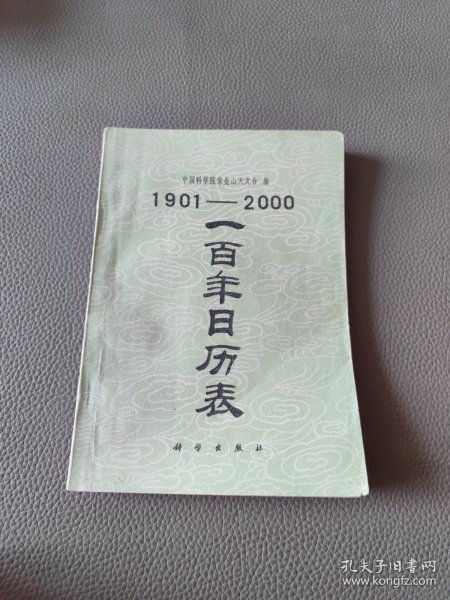 中国科学院紫金山天文台 编
1901—2000
一百年日历表
科学出版社
孔夫子旧书网
www.kongfz.com